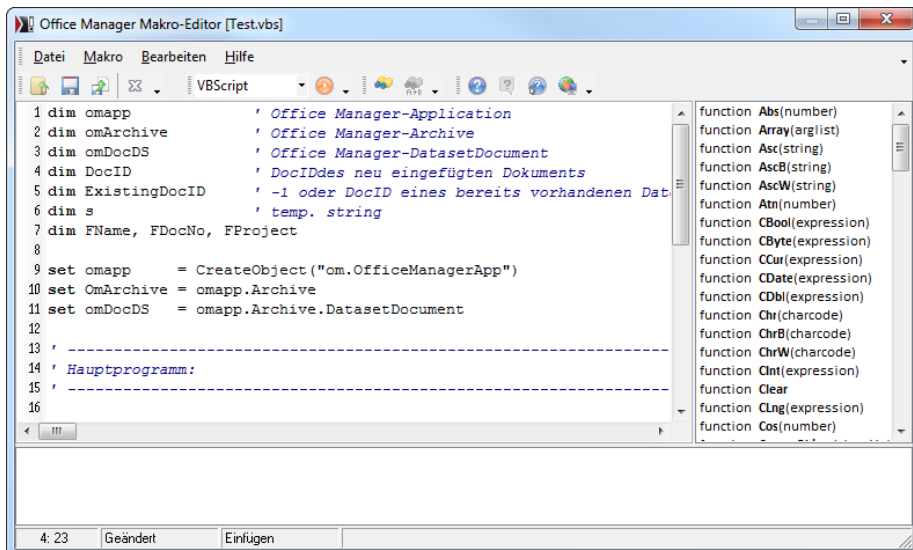 Office Manager Makro-Editor [Test.vbs]
Datei Makro Bearbeiten Hilfe
VBScript
1 dim omapp ' Office Manager-Application
2 dim omArchive ' Office Manager-Archive
3 dim omDocDS ' Office Manager-DatasetDocument
4 dim DocID ' DocIDdes neu eingefügten Dokuments
5 dim ExistingDocID ' -1 oder DocID eines bereits vorhandenen Dat
6 dim s ' temp. string
7 dim FName, FDocNo, FProject
8
9 set omapp = CreateObject("om.OfficeManagerApp")
10 set OmArchive = omapp.Archive
11 set omDocDS = omapp.Archive.DatasetDocument
12
13 ' ----------------------------------------------------------------
14 ' Hauptprogramm:
15 ' ----------------------------------------------------------------
16
function Abs(number)
function Array(arglist)
function Asc(string)
function AscB(string)
function AscW(string)
function Atn(number)
function CBool(expression)
function CByte(expression)
function CCur(expression)
function CDate(expression)
function CDbl(expression)
function Chr(charcode)
function ChrB(charcode)
function ChrW(charcode)
function CInt(expression)
function Clear
function CLng(expression)
function Cos(number)
4: 23 Geändert Einfügen